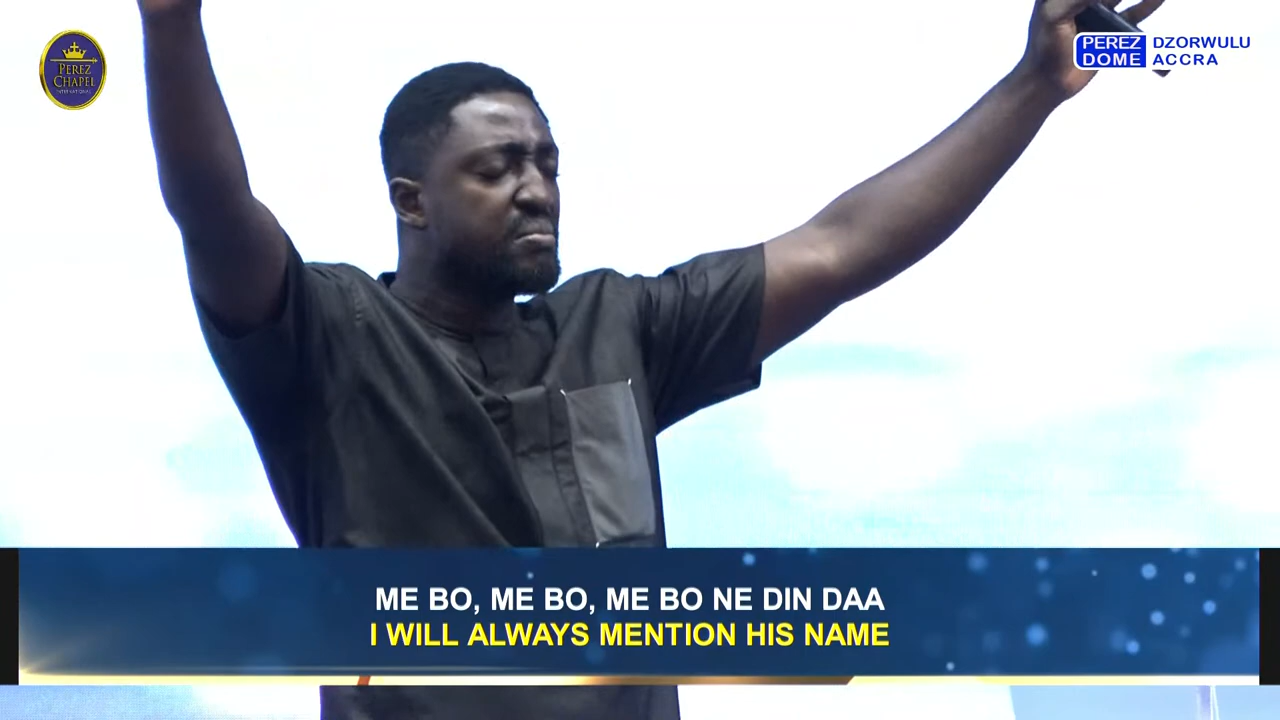 PEREZ
CHAPEL
INTERNATIONAL
PEREZ DOME
DZORWULU ACCRA
ME BO, ME BO, ME BO NE DIN DAA
I WILL ALWAYS MENTION HIS NAME